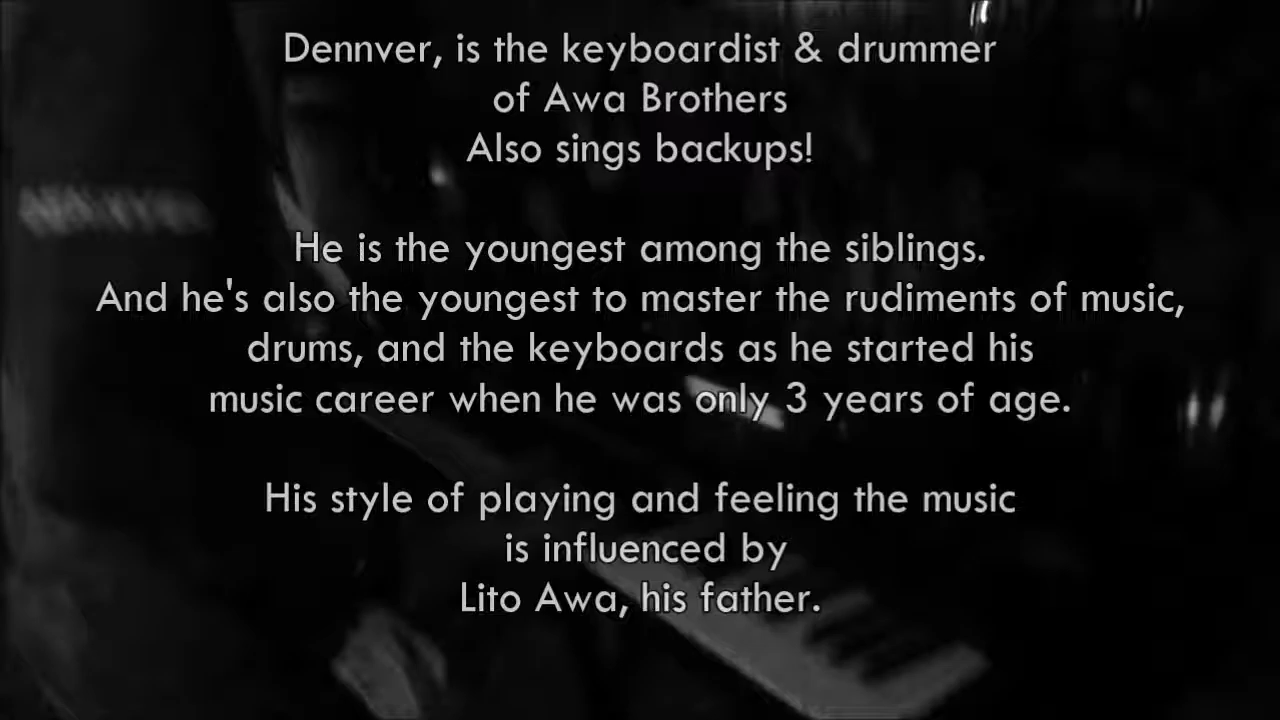 Dennver, is the keyboardist & drummer
of Awa Brothers
Also sings backups!
He is the youngest among the siblings.
And he's also the youngest to master the rudiments of music,
drums, and the keyboards as he started his
music career when he was only 3 years of age.
His style of playing and feeling the music
is influenced by
Lito Awa, his father.